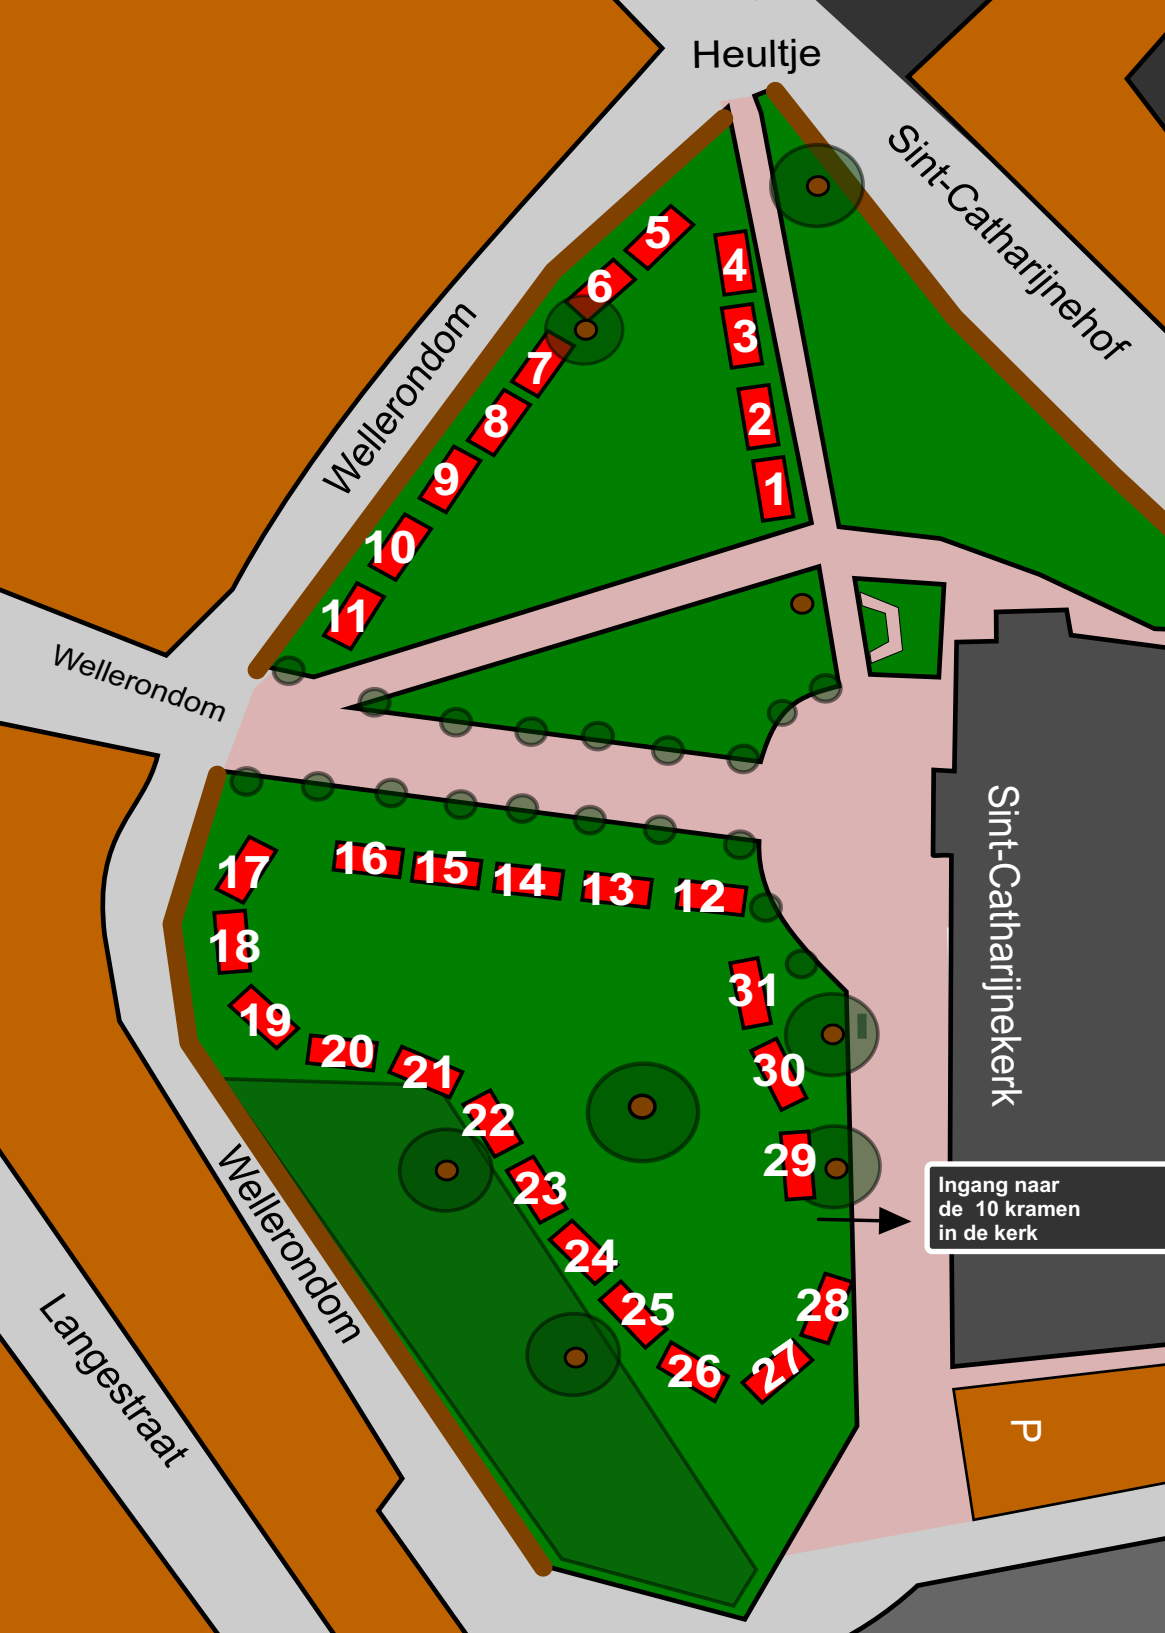 Heultje
Sint-Catharijnehof
5
4
6
3
7
2
8
9
1
10
11
Wellerondom
Wellerondom
Sint-Catharijnekerk
17
16
15
14
13
12
18
31
19
20
21
30
22
29
23
24
25
28
26
27
Ingang naar
de 10 kramen
in de kerk
Wellerondom
Langestraat
P